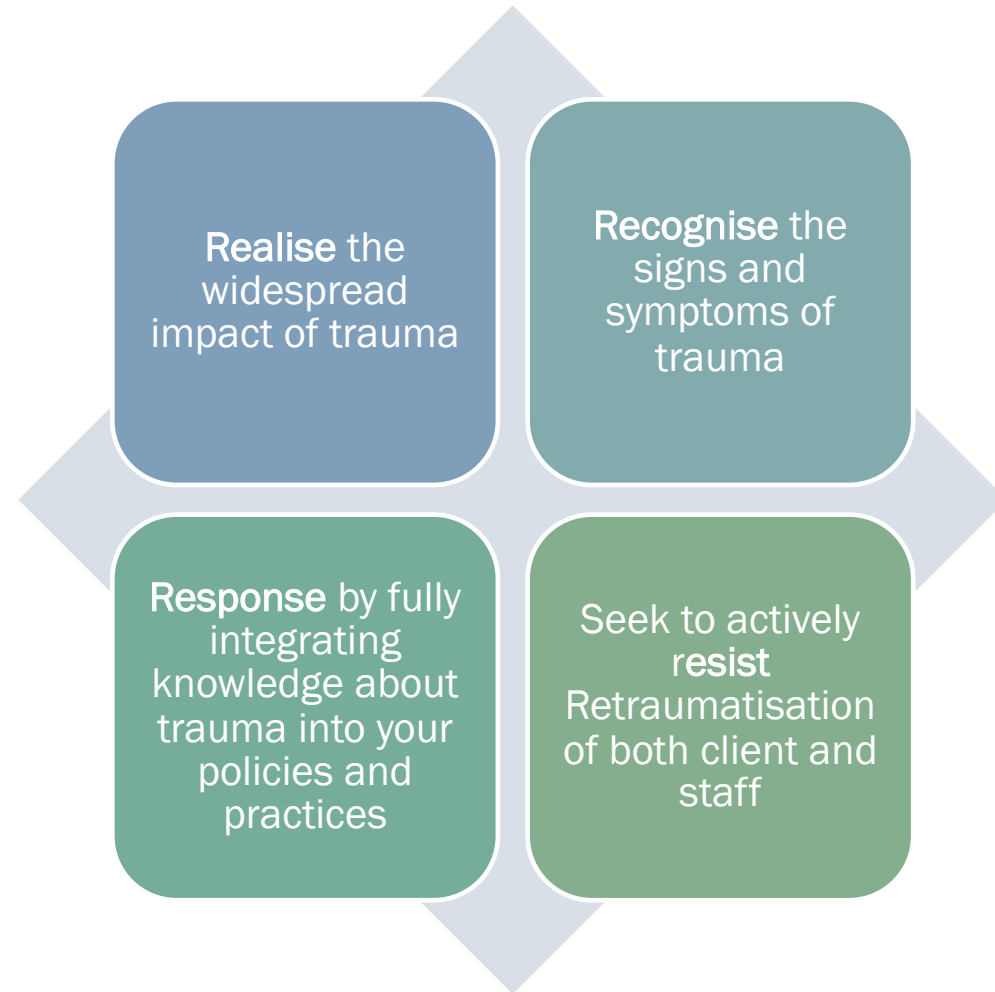 Realise the
widespread
impact of trauma
Recognise the
signs and
symptoms of
trauma
Response by fully
integrating
knowledge about
trauma into your
policies and
practices
Seek to actively
resist
Retraumatisation
of both client and
staff